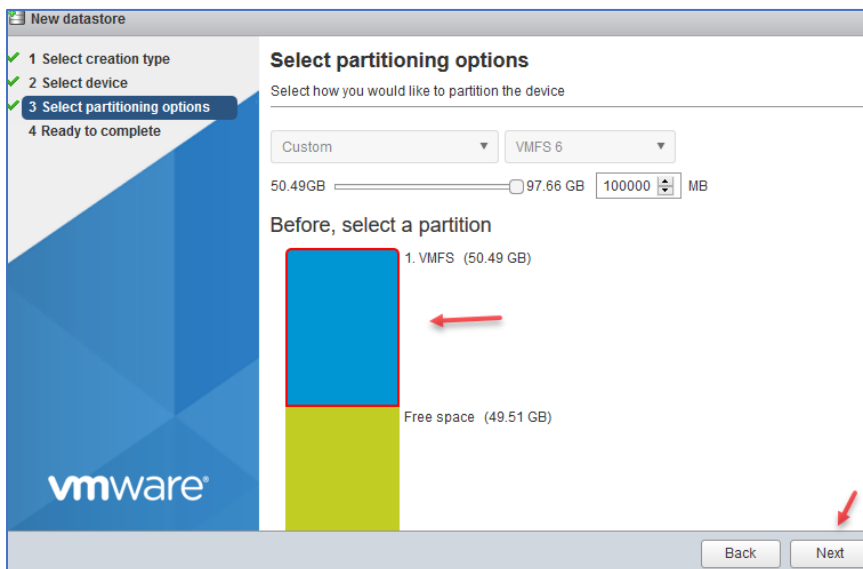 New datastore
1 Select creation type
2 Select device
3 Select partitioning options
4 Ready to complete
Select partitioning options
Select how you would like to partition the device
Custom VMFS 6
50.49GB 97.66 GB 100000 MB
Before, select a partition
1. VMFS (50.49 GB)
Free space (49.51 GB)
vmware®
Back Next